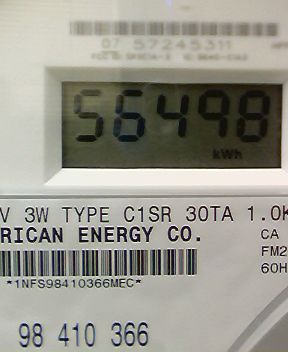 SR
07 57245311
56498
kWh
V 3W TYPE C1SR 30TA 1.0K
RICAN ENERGY CO.
CA
FM2
60H
*1NFS98410366MEC*
98 410 366